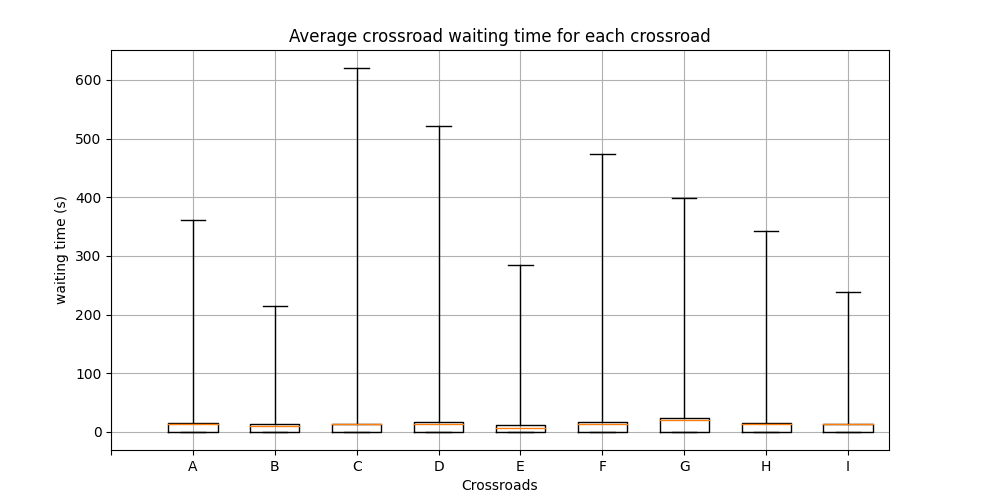 Average crossroad waiting time for each crossroad
waiting time (s)
600
500
400
300
200
100
0
A B C D E F G H I
Crossroads